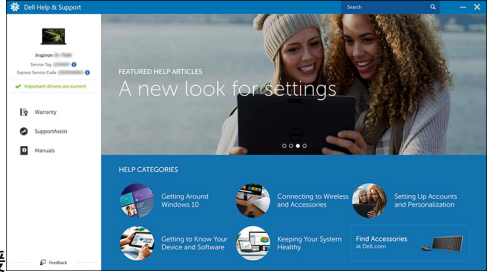 Dell Help & Support
Search
Inspiron
Service Tag
Express Service Code
Important drivers are current
Warranty
SupportAssist
Manuals
Feedback
FEATURED HELP ARTICLES
A new look for settings
HELP CATEGORIES
Getting Around
Windows 10
Connecting to Wireless
and Accessories
Setting Up Accounts
and Personalization
Getting to Know Your
Device and Software
Keeping Your System
Healthy
Find Accessories
at Dell.com